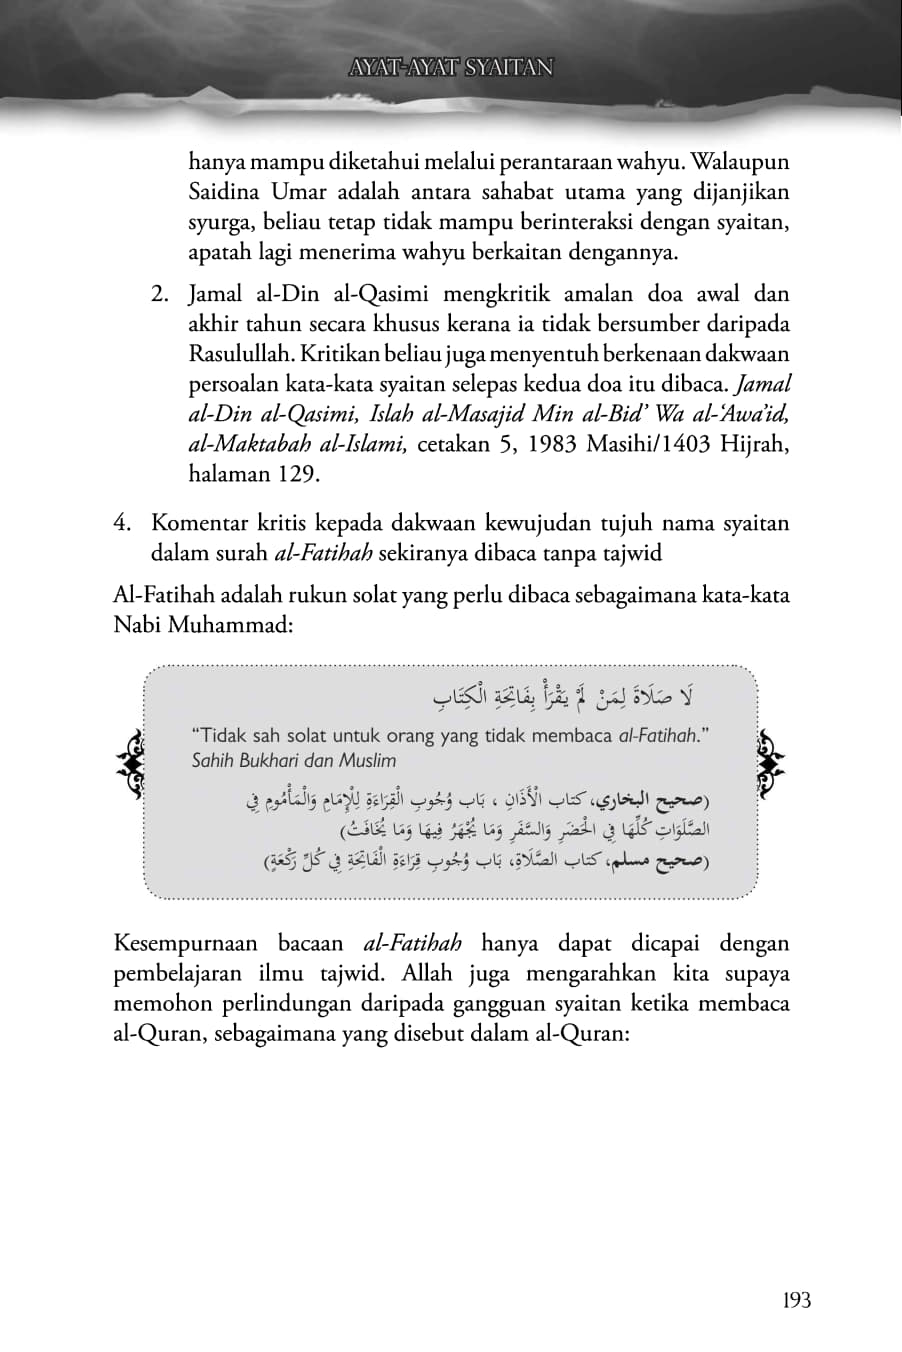 AYAT-AYAT SYAITAN
hanya mampu diketahui melalui perantaraan wahyu. Walaupun
Saidina Umar adalah antara sahabat utama yang dijanjikan
syurga, beliau tetap tidak mampu berinteraksi dengan syaitan,
apatah lagi menerima wahyu berkaitan dengannya.
2. Jamal al-Din al-Qasimi mengkritik amalan doa awal dan
akhir tahun secara khusus kerana ia tidak bersumber daripada
Rasulullah. Kritikan beliau juga menyentuh berkenaan dakwaan
persoalan kata-kata syaitan selepas kedua doa itu dibaca. Jamal
al-Din al-Qasimi, Islah al-Masajid Min al-Bid’ Wa al-‘Awa’id,
al-Maktabah al-Islami, cetakan 5, 1983 Masihi/1403 Hijrah,
halaman 129.
4. Komentar kritis kepada dakwaan kewujudan tujuh nama syaitan
dalam surah al-Fatihah sekiranya dibaca tanpa tajwid
Al-Fatihah adalah rukun solat yang perlu dibaca sebagaimana kata-kata
Nabi Muhammad:
لَا صَلَاةَ لِمَنْ لَمْ يَقْرَأْ بِفَاتِحَةِ الْكِتَابِ
“Tidak sah solat untuk orang yang tidak membaca al-Fatihah.”
Sahih Bukhari dan Muslim
(صحيح البخاري، كتاب الْأَذَانِ ، بَاب وُجُوبِ الْقِرَاءَةِ لِلْإِمَامِ وَالْمَأْمُومِ فِي
الصَّلَوَاتِ كُلِّهَا فِي الْحَضَرِ وَالسَّفَرِ وَمَا يُجْهَرُ فِيهَا وَمَا يُخَافَتُ)
(صحيح مسلم، كتاب الصَّلَاةِ، بَاب وُجُوبِ قِرَاءَةِ الْفَاتِحَةِ فِي كُلِّ رَكْعَةٍ)
Kesempurnaan bacaan al-Fatihah hanya dapat dicapai dengan
pembelajaran ilmu tajwid. Allah juga mengarahkan kita supaya
memohon perlindungan daripada gangguan syaitan ketika membaca
al-Quran, sebagaimana yang disebut dalam al-Quran:
193